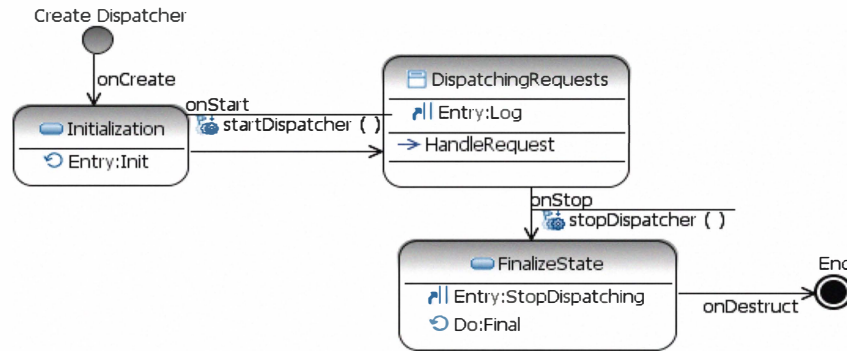 Create Dispatcher
onCreate
Initialization
Entry:Init
onStart
startDispatcher ( )
DispatchingRequests
Entry:Log
HandleRequest
onStop
stopDispatcher ( )
FinalizeState
Entry:StopDispatching
Do:Final
onDestruct
End